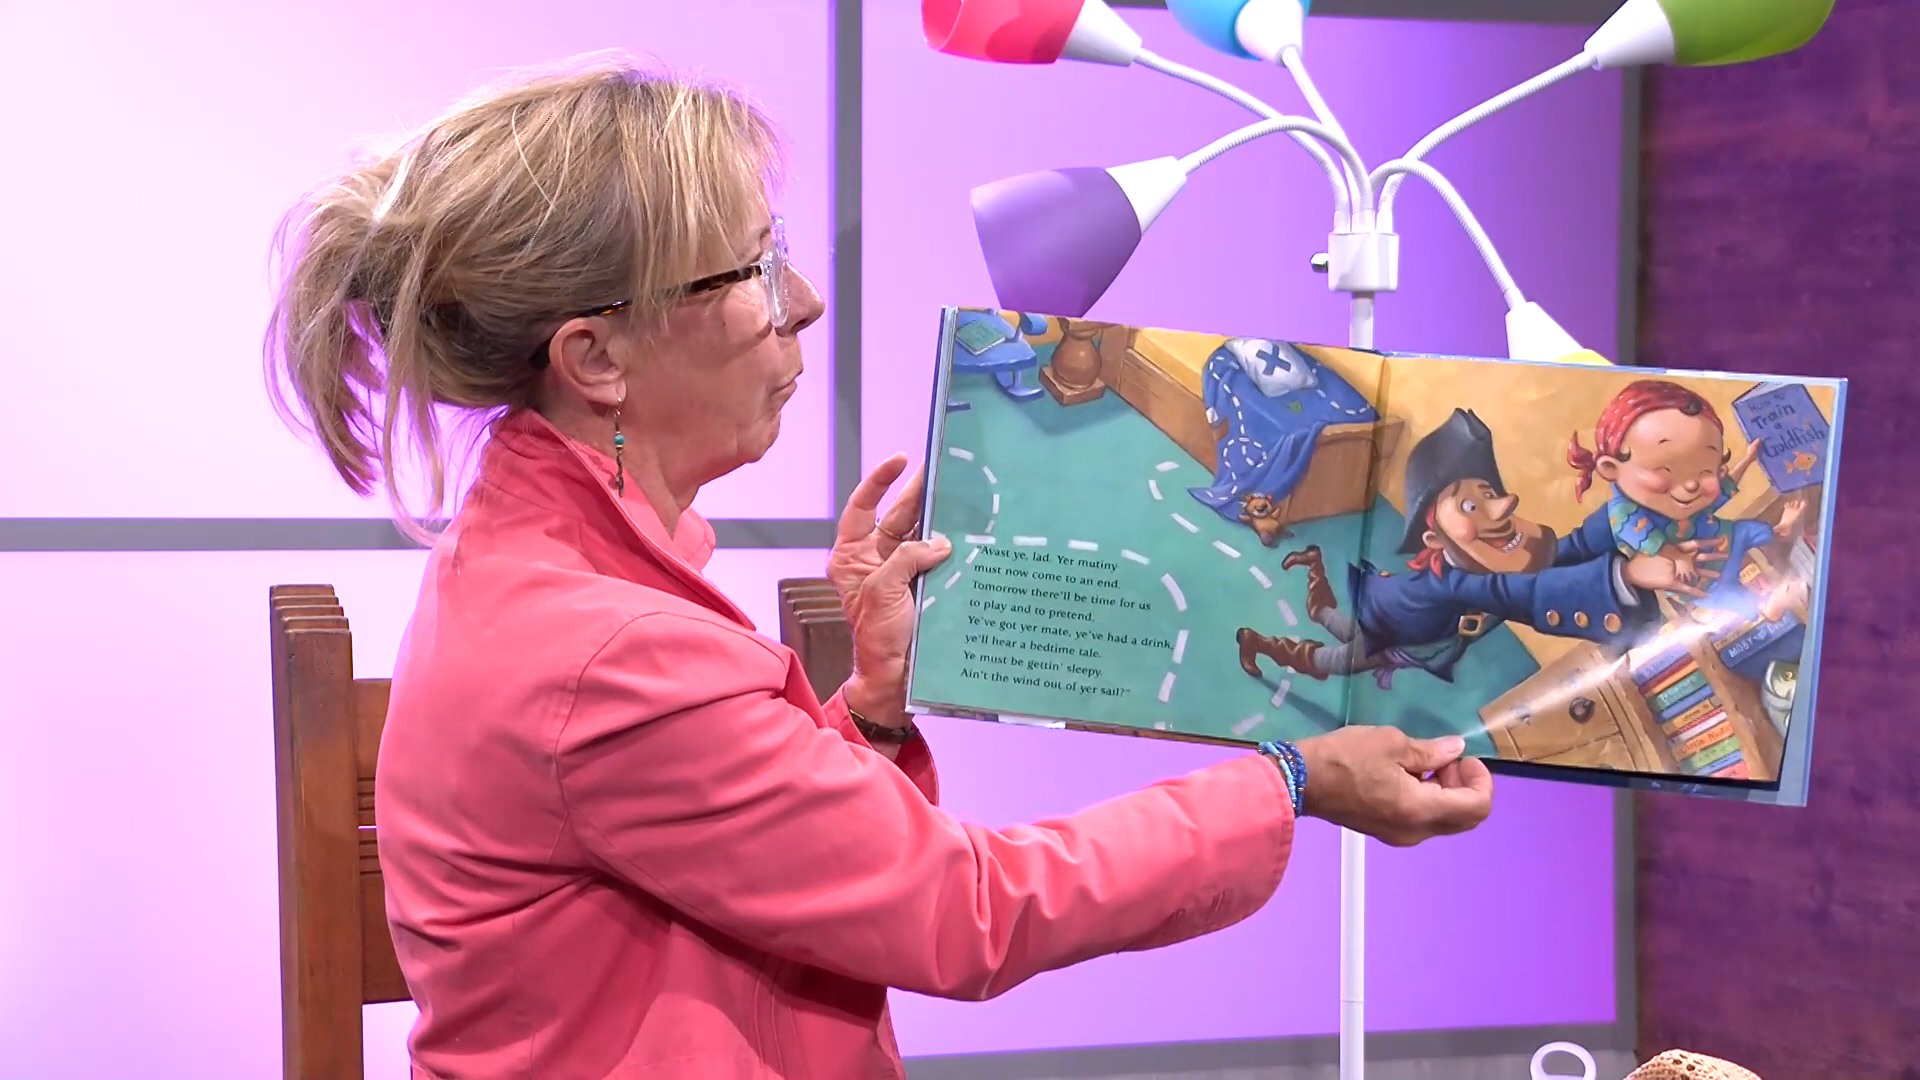 "Avast ye, lad. Yer mutiny
must now come to an end.
Tomorrow there'll be time for us
to play and to pretend.
Ye've got yer mate, ye've had a drink,
ye'll hear a bedtime tale.
Ye must be gettin' sleepy.
Ain't the wind out of yer sail?"
How to
Train
a
Goldfish
Moby